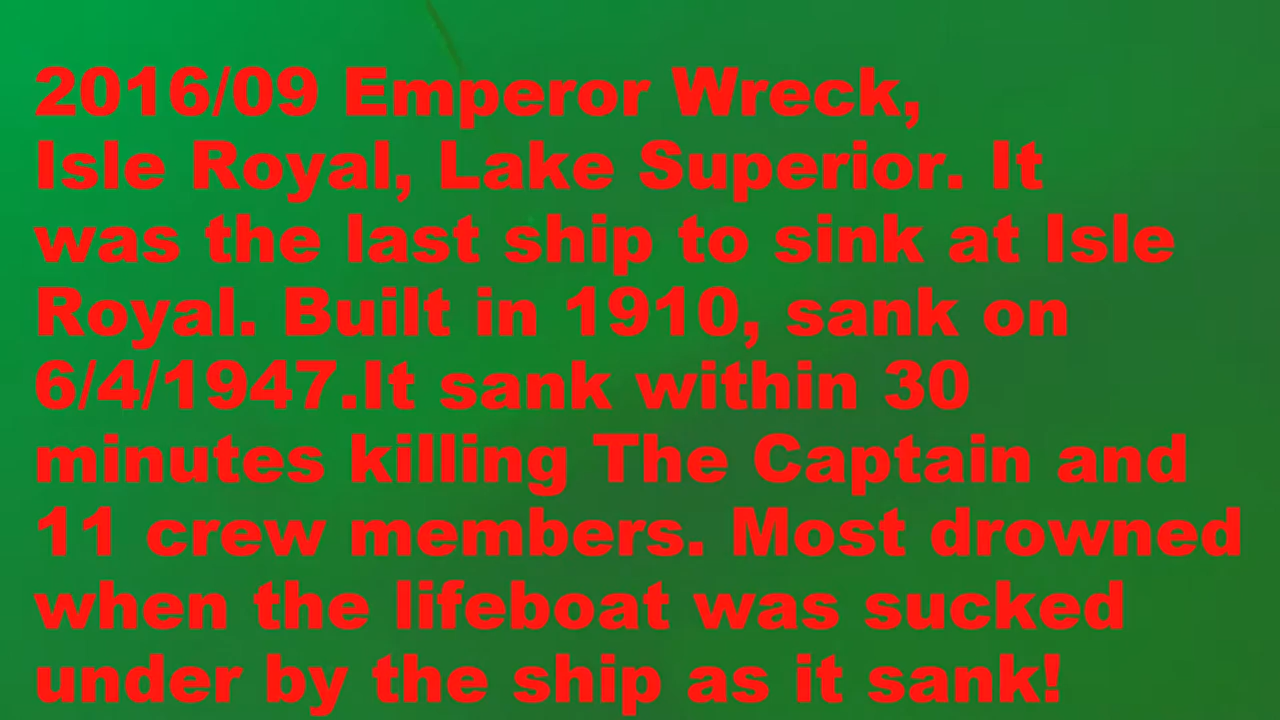 2016/09 Emperor Wreck,
Isle Royal, Lake Superior. It
was the last ship to sink at Isle
Royal. Built in 1910, sank on
6/4/1947.It sank within 30
minutes killing The Captain and
11 crew members. Most drowned
when the lifeboat was sucked
under by the ship as it sank!